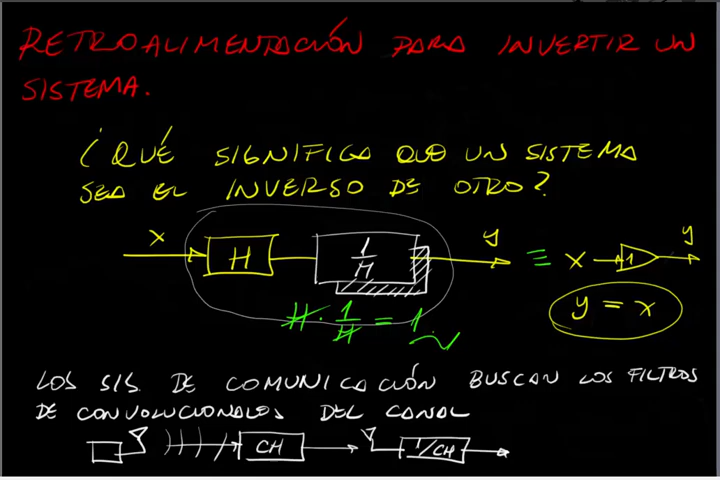 RETROALIMENTACIÓN PARA INVERTIR UN
SISTEMA.
¿QUÉ SIGNIFICA QUE UN SISTEMA
SEA EL INVERSO DE OTRO?
x H 1/H y ≡ x 1 y
H · 1/H = 1
y = x
LOS SIS. DE COMUNICACIÓN BUSCAN LOS FILTROS
DE CONVOLUCIONALES DEL CANAL
CH 1/CH